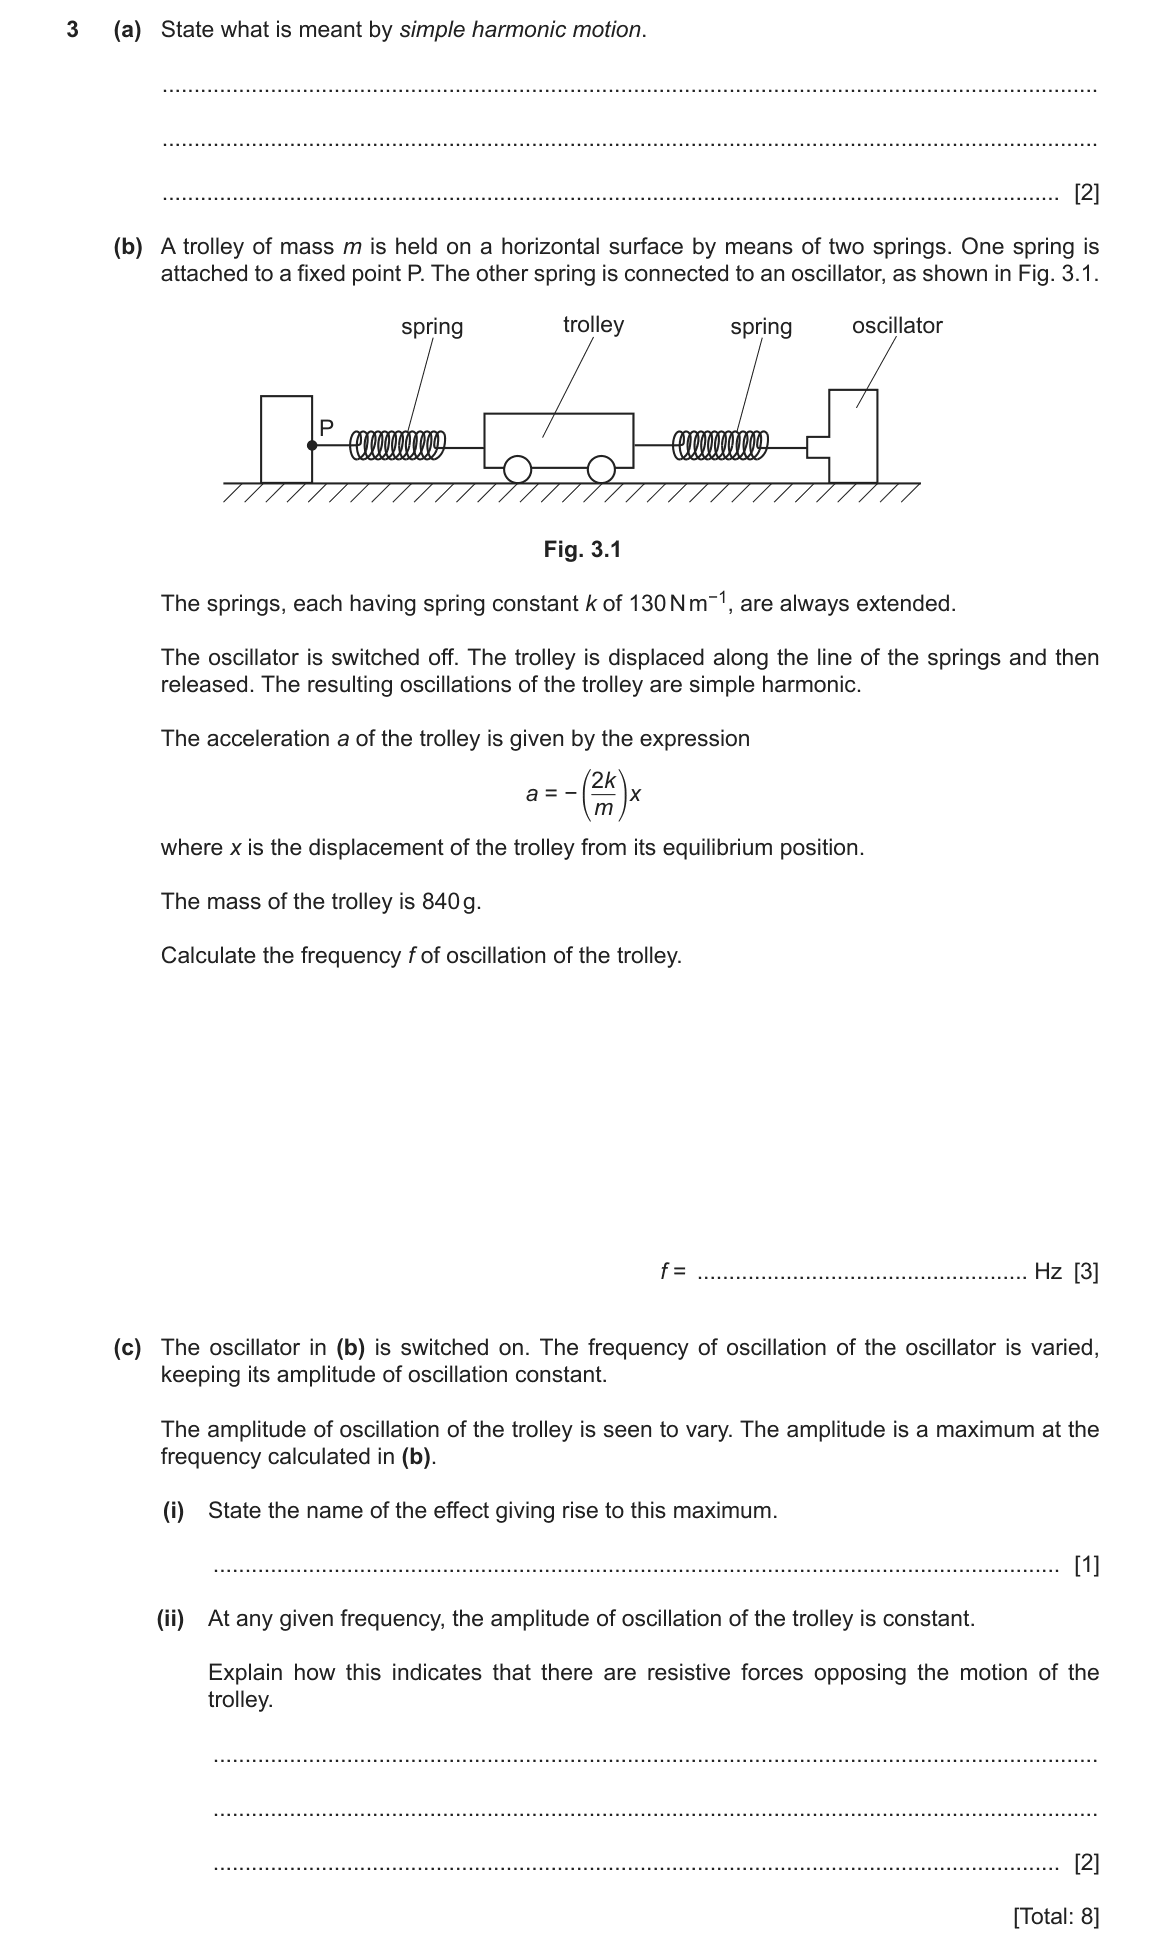 3 (a) State what is meant by simple harmonic motion.
..........................................................................................................................................
..........................................................................................................................................
..................................................................................................................................... [2]
(b) A trolley of mass m is held on a horizontal surface by means of two springs. One spring is
attached to a fixed point P. The other spring is connected to an oscillator, as shown in Fig. 3.1.
spring trolley spring oscillator
P
Fig. 3.1
The springs, each having spring constant k of 130 N m⁻¹, are always extended.
The oscillator is switched off. The trolley is displaced along the line of the springs and then
released. The resulting oscillations of the trolley are simple harmonic.
The acceleration a of the trolley is given by the expression
a = −(2k/m)x
where x is the displacement of the trolley from its equilibrium position.
The mass of the trolley is 840 g.
Calculate the frequency f of oscillation of the trolley.
f = .................................................... Hz [3]
(c) The oscillator in (b) is switched on. The frequency of oscillation of the oscillator is varied,
keeping its amplitude of oscillation constant.
The amplitude of oscillation of the trolley is seen to vary. The amplitude is a maximum at the
frequency calculated in (b).
(i) State the name of the effect giving rise to this maximum.
............................................................................................................................. [1]
(ii) At any given frequency, the amplitude of oscillation of the trolley is constant.
Explain how this indicates that there are resistive forces opposing the motion of the
trolley.
..................................................................................................................................
..................................................................................................................................
............................................................................................................................. [2]
[Total: 8]